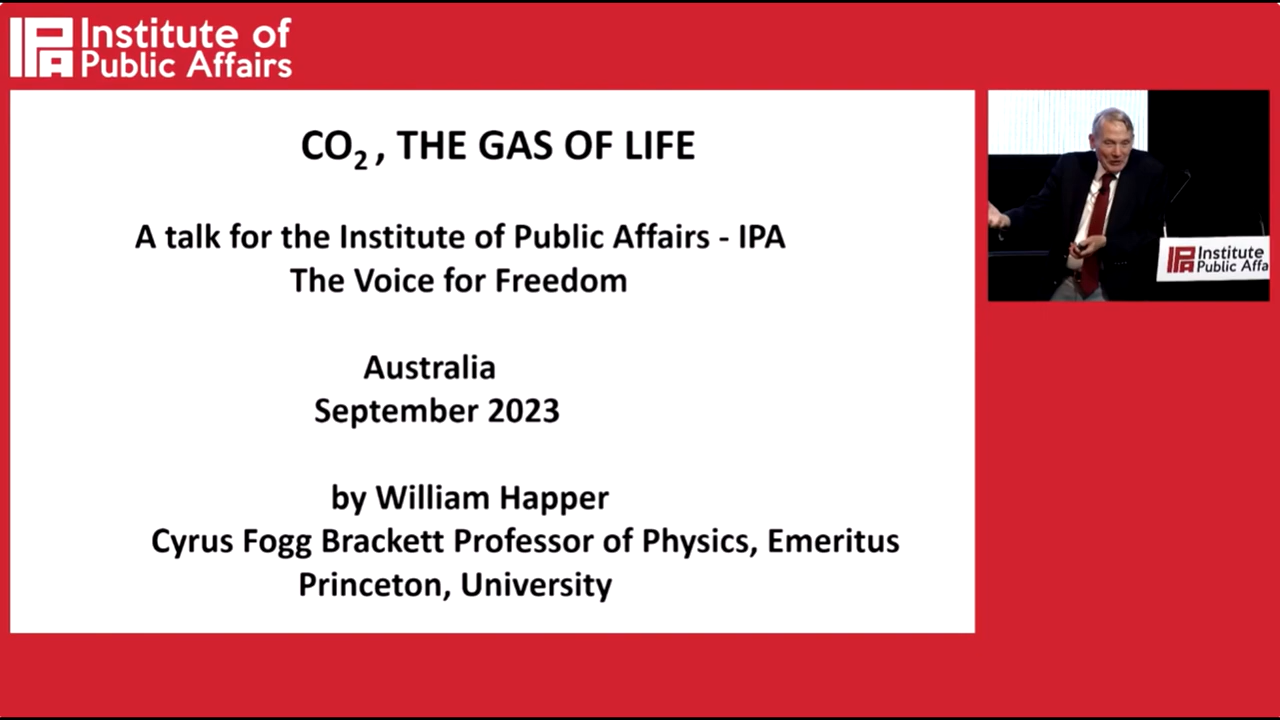 Institute of
Public Affairs
CO₂, THE GAS OF LIFE
A talk for the Institute of Public Affairs - IPA
The Voice for Freedom
Australia
September 2023
by William Happer
Cyrus Fogg Brackett Professor of Physics, Emeritus
Princeton, University
IPA
Institute
Public Affa